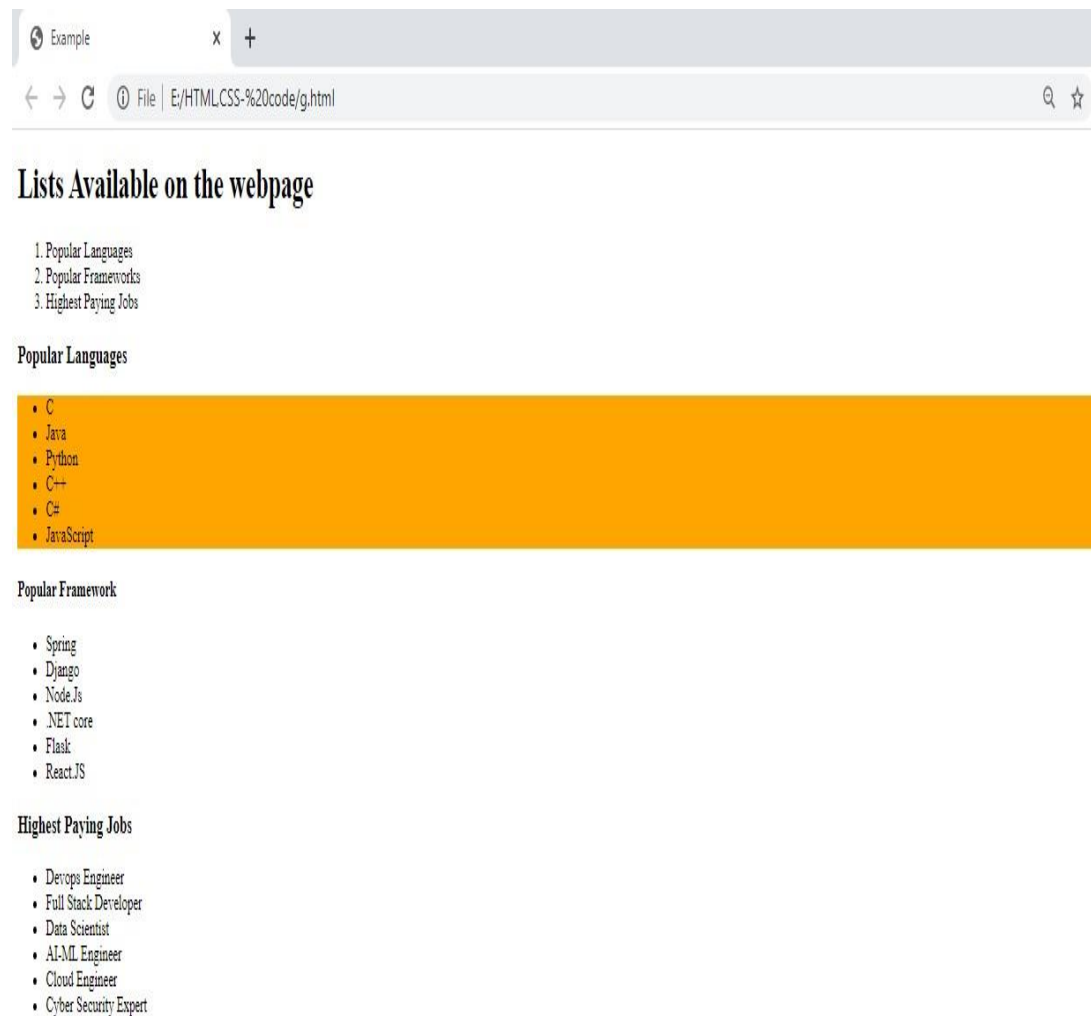 Example
File E:/HTML,CSS-%20code/g.html
Lists Available on the webpage
1. Popular Languages
2. Popular Frameworks
3. Highest Paying Jobs
Popular Languages
• C
• Java
• Python
• C++
• C#
• JavaScript
Popular Framework
• Spring
• Django
• Node.Js
• .NET core
• Flask
• React.JS
Highest Paying Jobs
• Devops Engineer
• Full Stack Developer
• Data Scientist
• AI-ML Engineer
• Cloud Engineer
• Cyber Security Expert